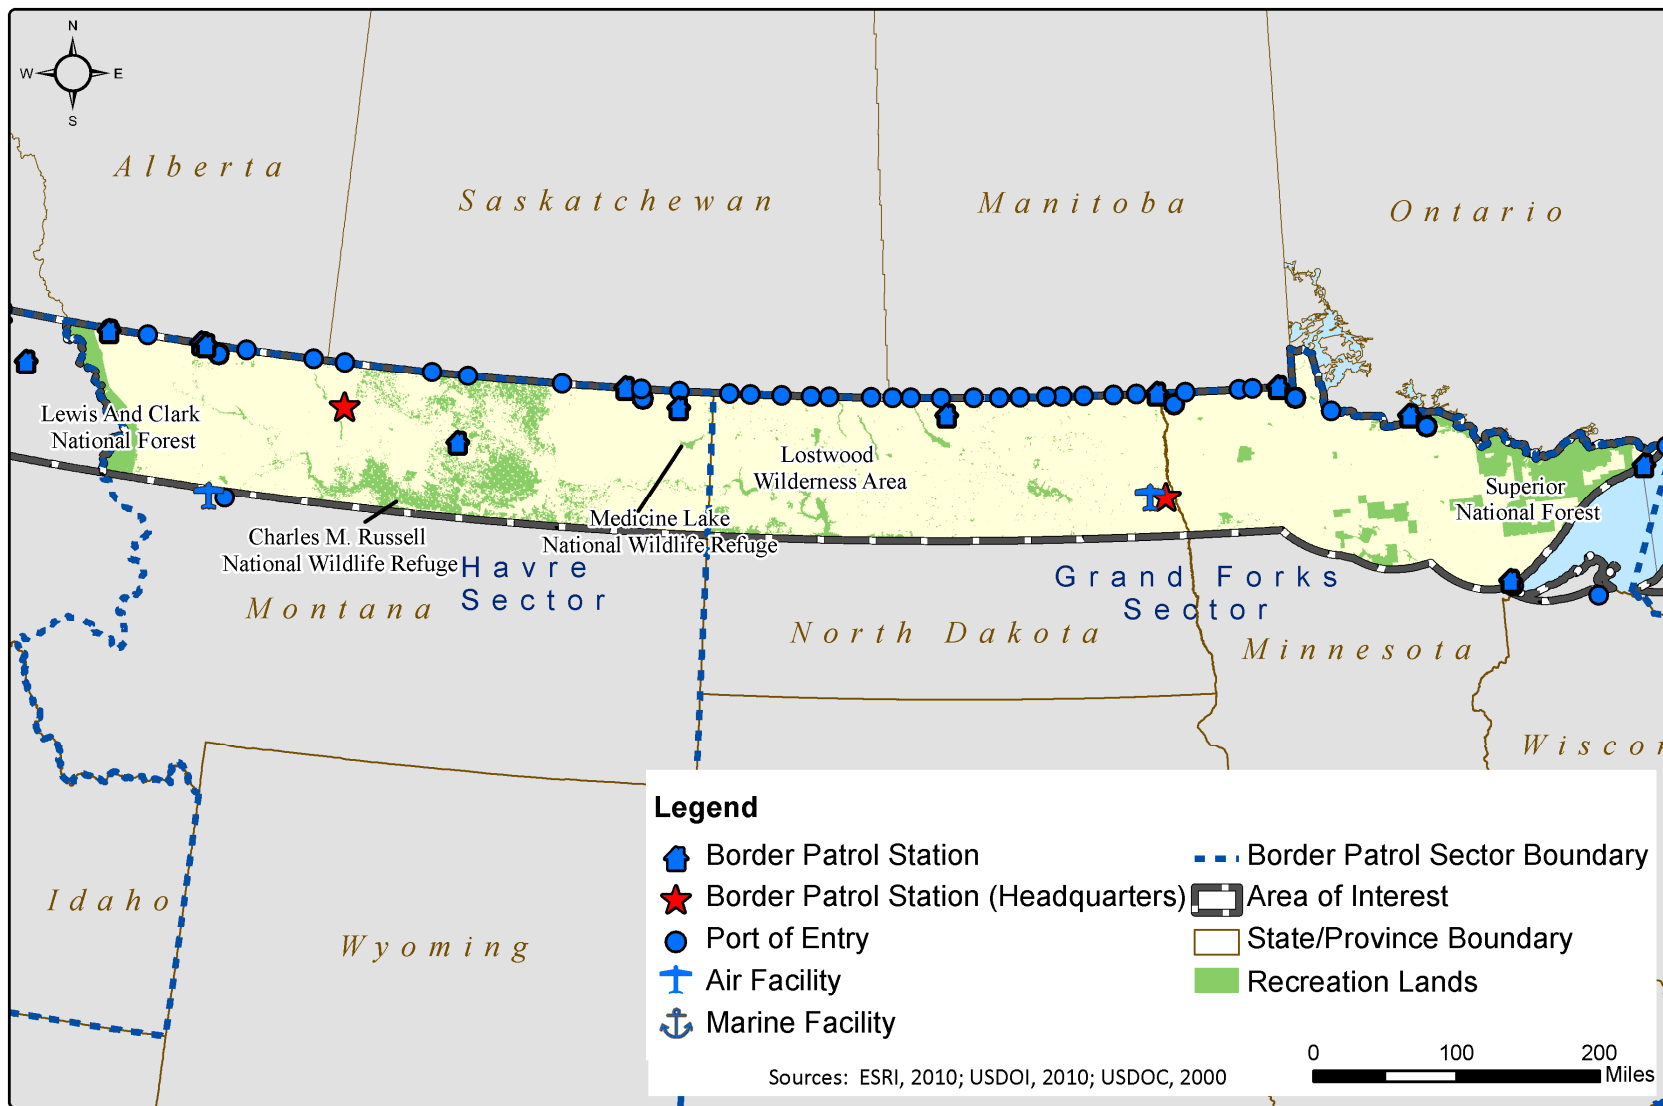 N
W E
S
Alberta
Saskatchewan
Manitoba
Ontario
Lewis And Clark
National Forest
Lostwood
Wilderness Area
Superior
National Forest
Charles M. Russell
National Wildlife Refuge
Medicine Lake
National Wildlife Refuge
Havre
Sector
Grand Forks
Sector
Montana
North Dakota
Minnesota
Wiscon
Idaho
Wyoming
Legend
Border Patrol Station
Border Patrol Station (Headquarters)
Port of Entry
Air Facility
Marine Facility
Border Patrol Sector Boundary
Area of Interest
State/Province Boundary
Recreation Lands
0 100 200
Miles
Sources: ESRI, 2010; USDOI, 2010; USDOC, 2000